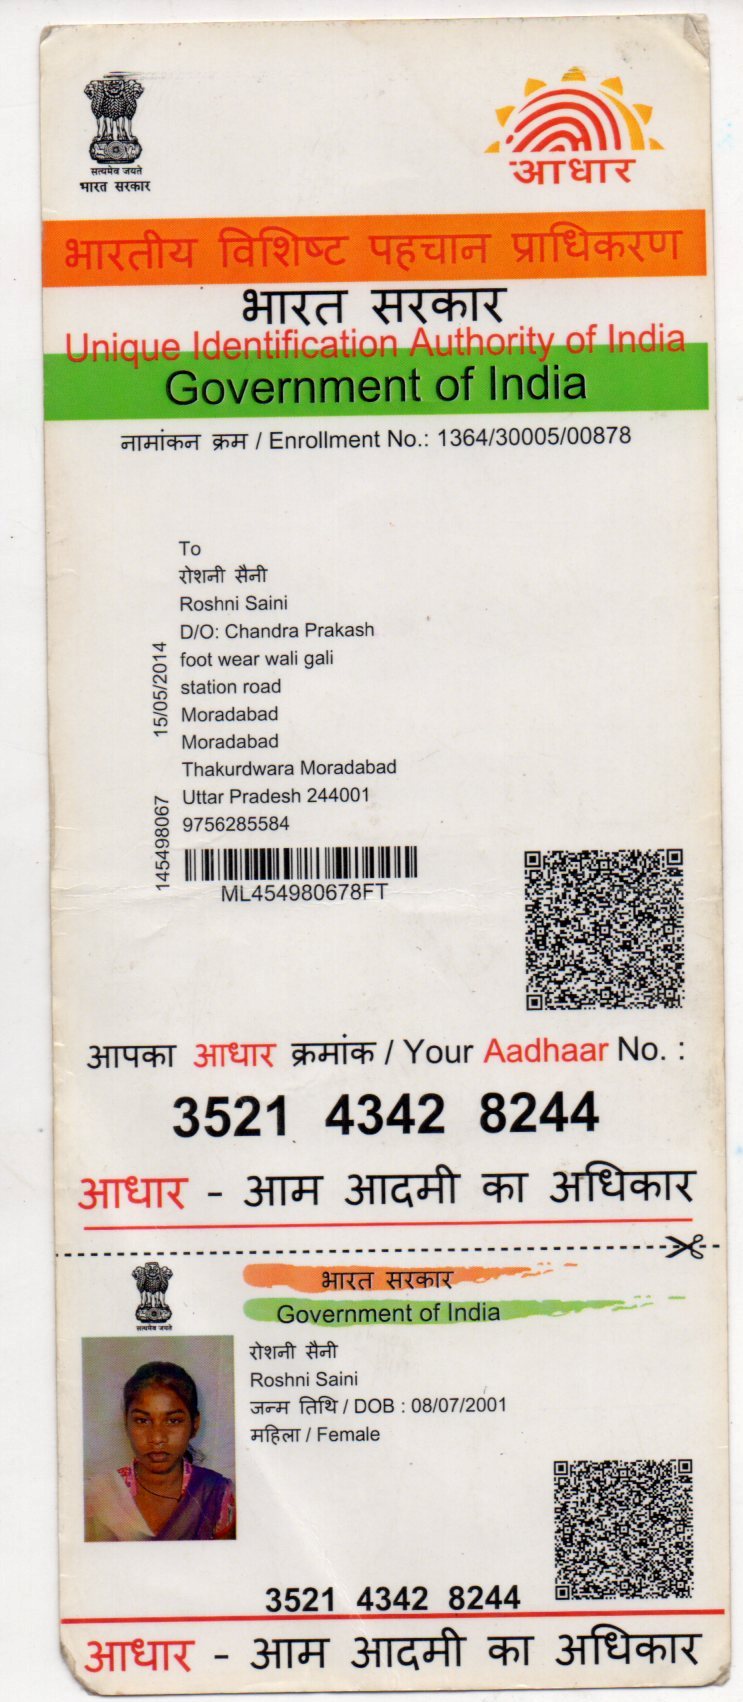 सत्यमेव जयते
भारत सरकार
आधार
भारतीय विशिष्ट पहचान प्राधिकरण
भारत सरकार
Unique Identification Authority of India
Government of India
नामांकन क्रम / Enrollment No.: 1364/30005/00878
To
रोशनी सैनी
Roshni Saini
D/O: Chandra Prakash
foot wear wali gali
station road
Moradabad
Moradabad
Thakurdwara Moradabad
Uttar Pradesh 244001
9756285584
15/05/2014
145498067
ML454980678FT
आपका आधार क्रमांक / Your Aadhaar No. :
3521 4342 8244
आधार - आम आदमी का अधिकार
सत्यमेव जयते
भारत सरकार
Government of India
रोशनी सैनी
Roshni Saini
जन्म तिथि / DOB : 08/07/2001
महिला / Female
3521 4342 8244
आधार - आम आदमी का अधिकार